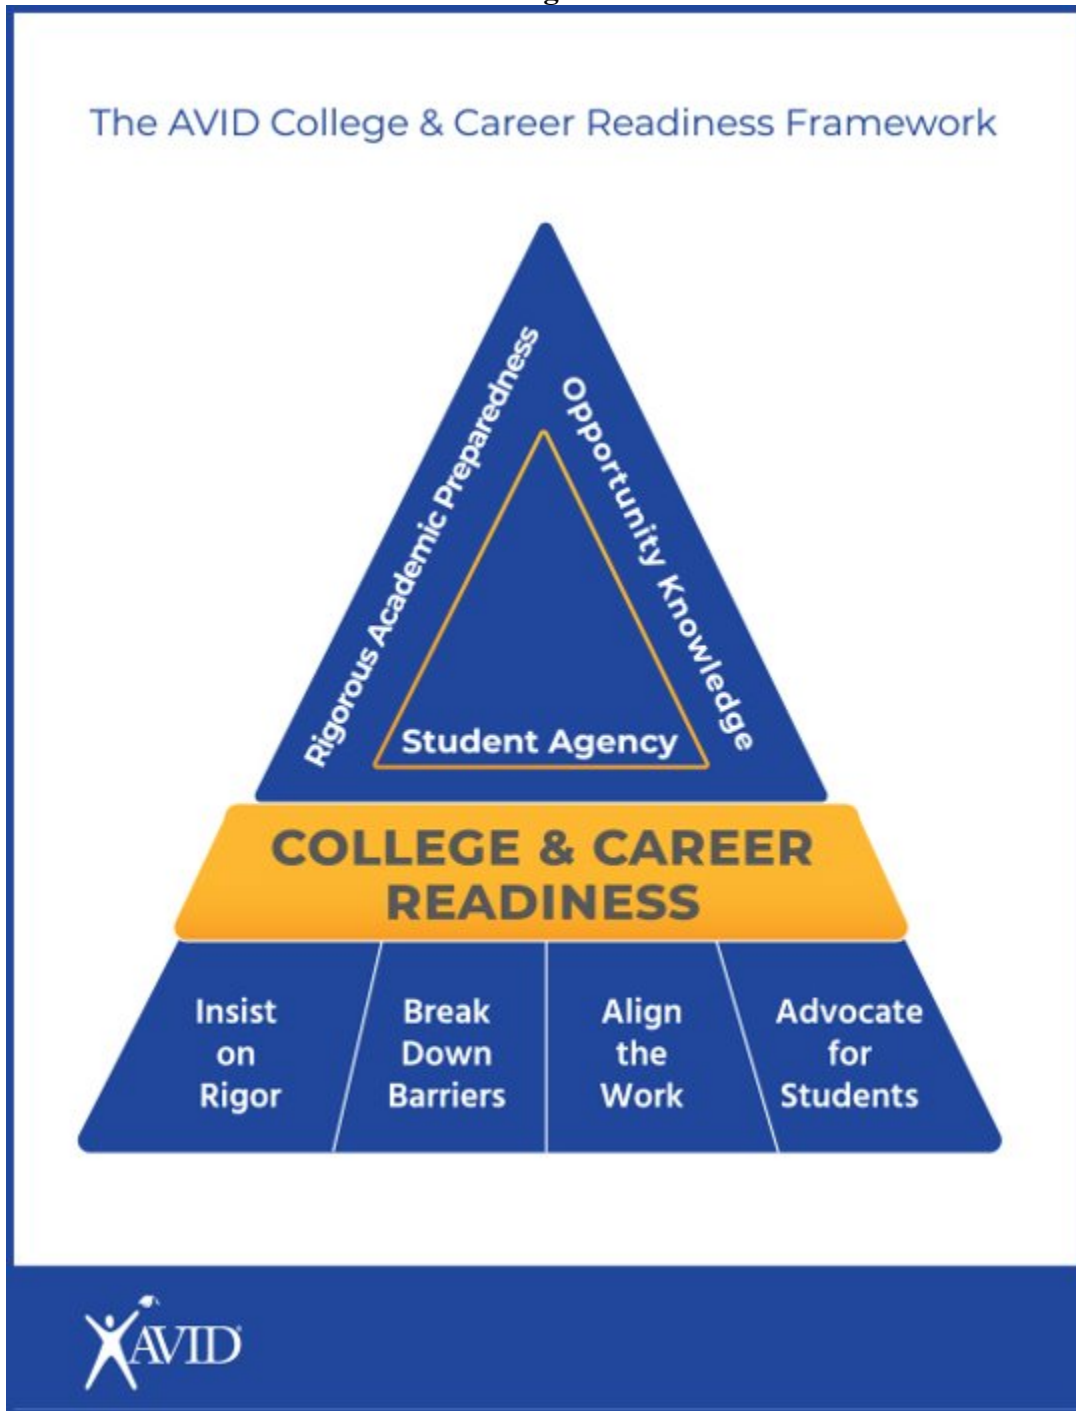 The AVID College & Career Readiness Framework
Rigorous Academic Preparedness
Opportunity Knowledge
Student Agency
COLLEGE & CAREER
READINESS
Insist
on
Rigor
Break
Down
Barriers
Align
the
Work
Advocate
for
Students
AVID®